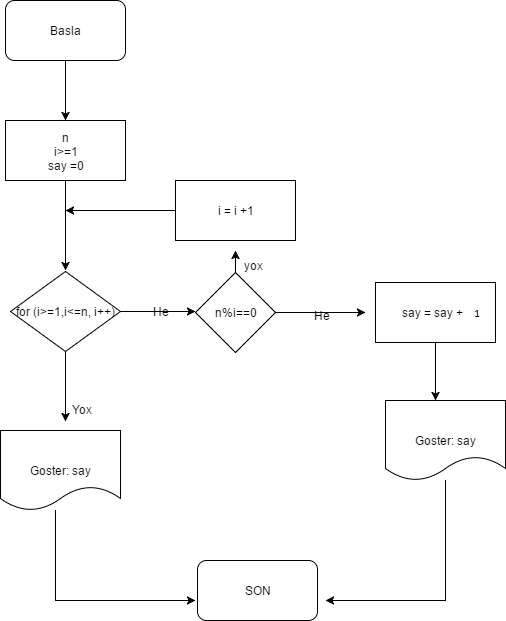 Basla
n
i>=1
say =0
i = i +1
yox
for (i>=1,i<=n, i++)
He
n%i==0
He
say = say + 1
Yox
Goster: say
Goster: say
SON